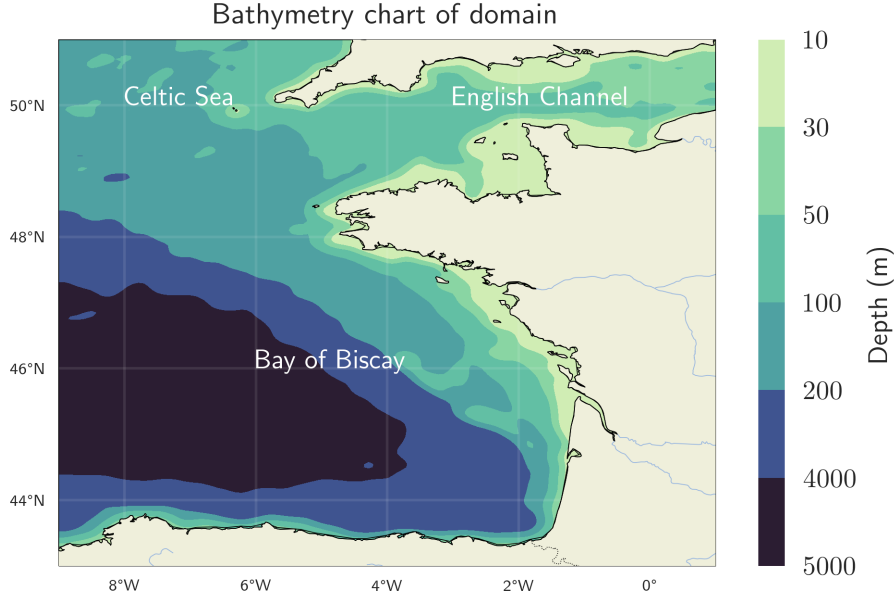 Bathymetry chart of domain
50°N
48°N
46°N
44°N
8°W
6°W
4°W
2°W
0°
Celtic Sea
English Channel
Bay of Biscay
10
30
50
100
200
4000
5000
Depth (m)